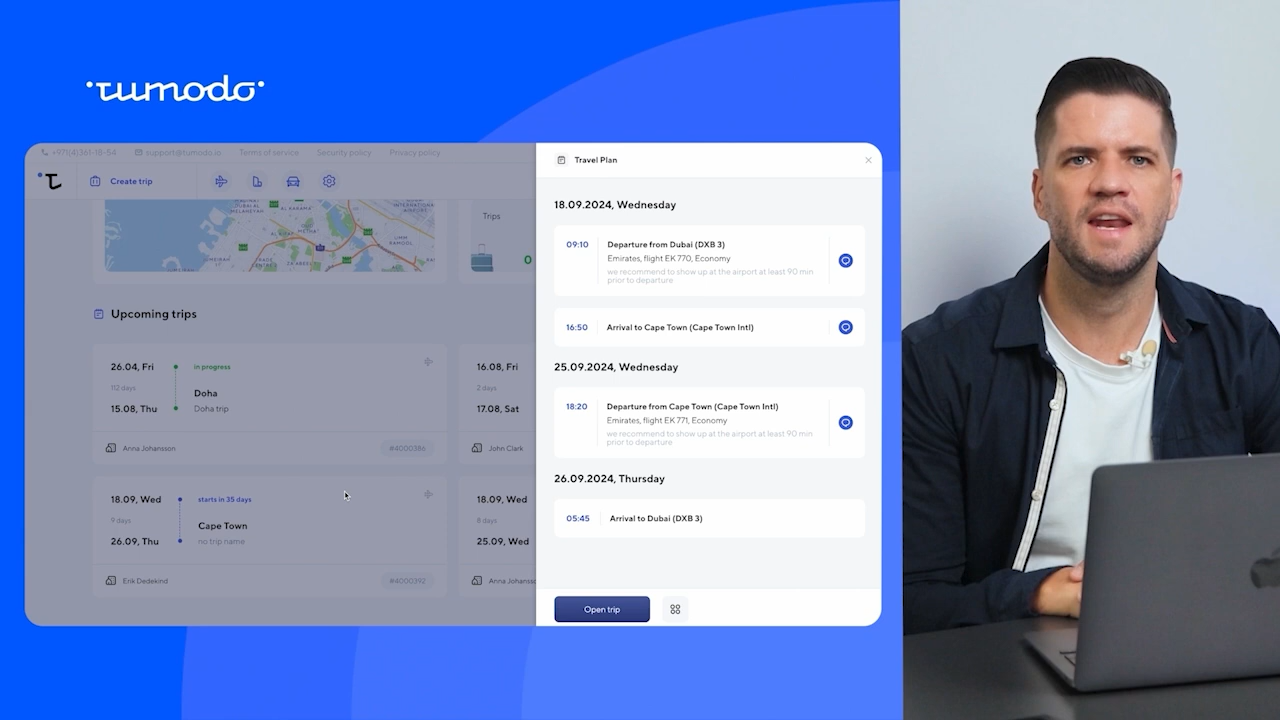 tumodo
+971(4)361-18-54 support@tumodo.io Terms of service Security policy Privacy policy
Create trip
Trips
0
Upcoming trips
26.04, Fri
in progress
112 days
Doha
15.08, Thu
Doha trip
Anna Johansson
#4000386
16.08, Fri
2 days
17.08, Sat
John Clark
18.09, Wed
starts in 35 days
9 days
Cape Town
26.09, Thu
no trip name
Erik Dedekind
#4000392
18.09, Wed
8 days
25.09, Wed
Travel Plan
18.09.2024, Wednesday
09:10
Departure from Dubai (DXB 3)
Emirates, flight EK 770, Economy
we recommend to show up at the airport at least 90 min
prior to departure
16:50
Arrival to Cape Town (Cape Town Intl)
25.09.2024, Wednesday
18:20
Departure from Cape Town (Cape Town Intl)
Emirates, flight EK 771, Economy
we recommend to show up at the airport at least 90 min
prior to departure
26.09.2024, Thursday
05:45
Arrival to Dubai (DXB 3)
Open trip